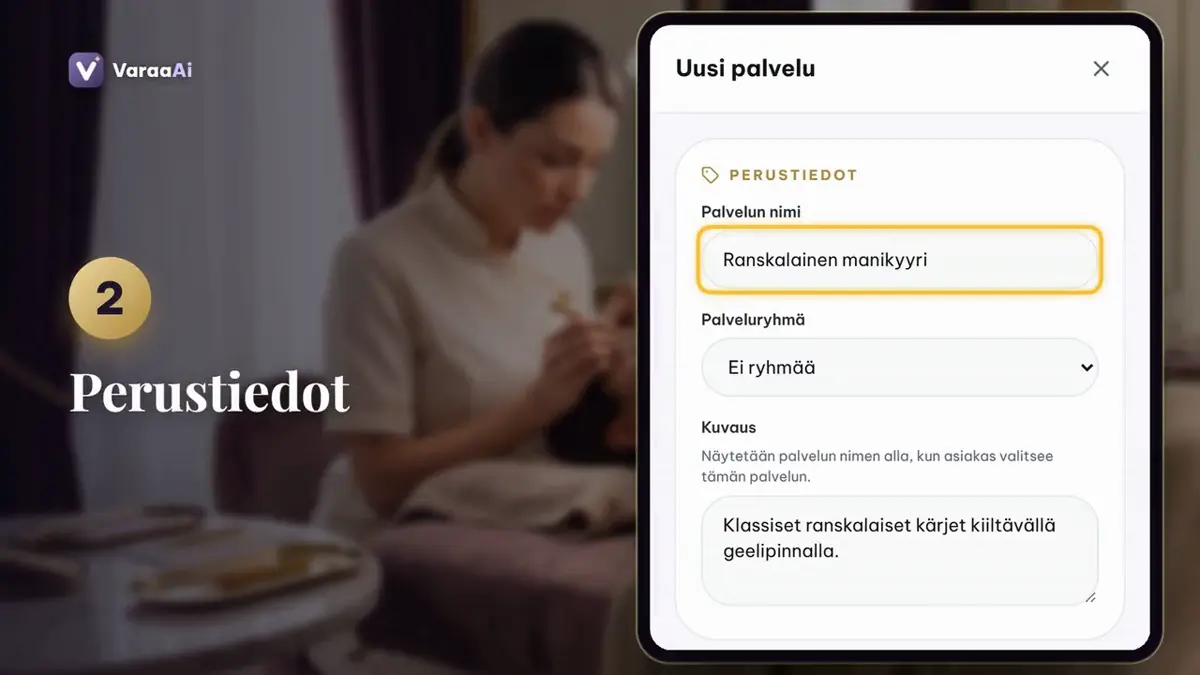 VaraaAi
2
Perustiedot
Uusi palvelu
PERUSTIEDOT
Palvelun nimi
Ranskalainen manikyyri
Palveluryhmä
Ei ryhmää
Kuvaus
Näytetään palvelun nimen alla, kun asiakas valitsee
tämän palvelun.
Klassiset ranskalaiset kärjet kiiltävällä
geelipinnalla.